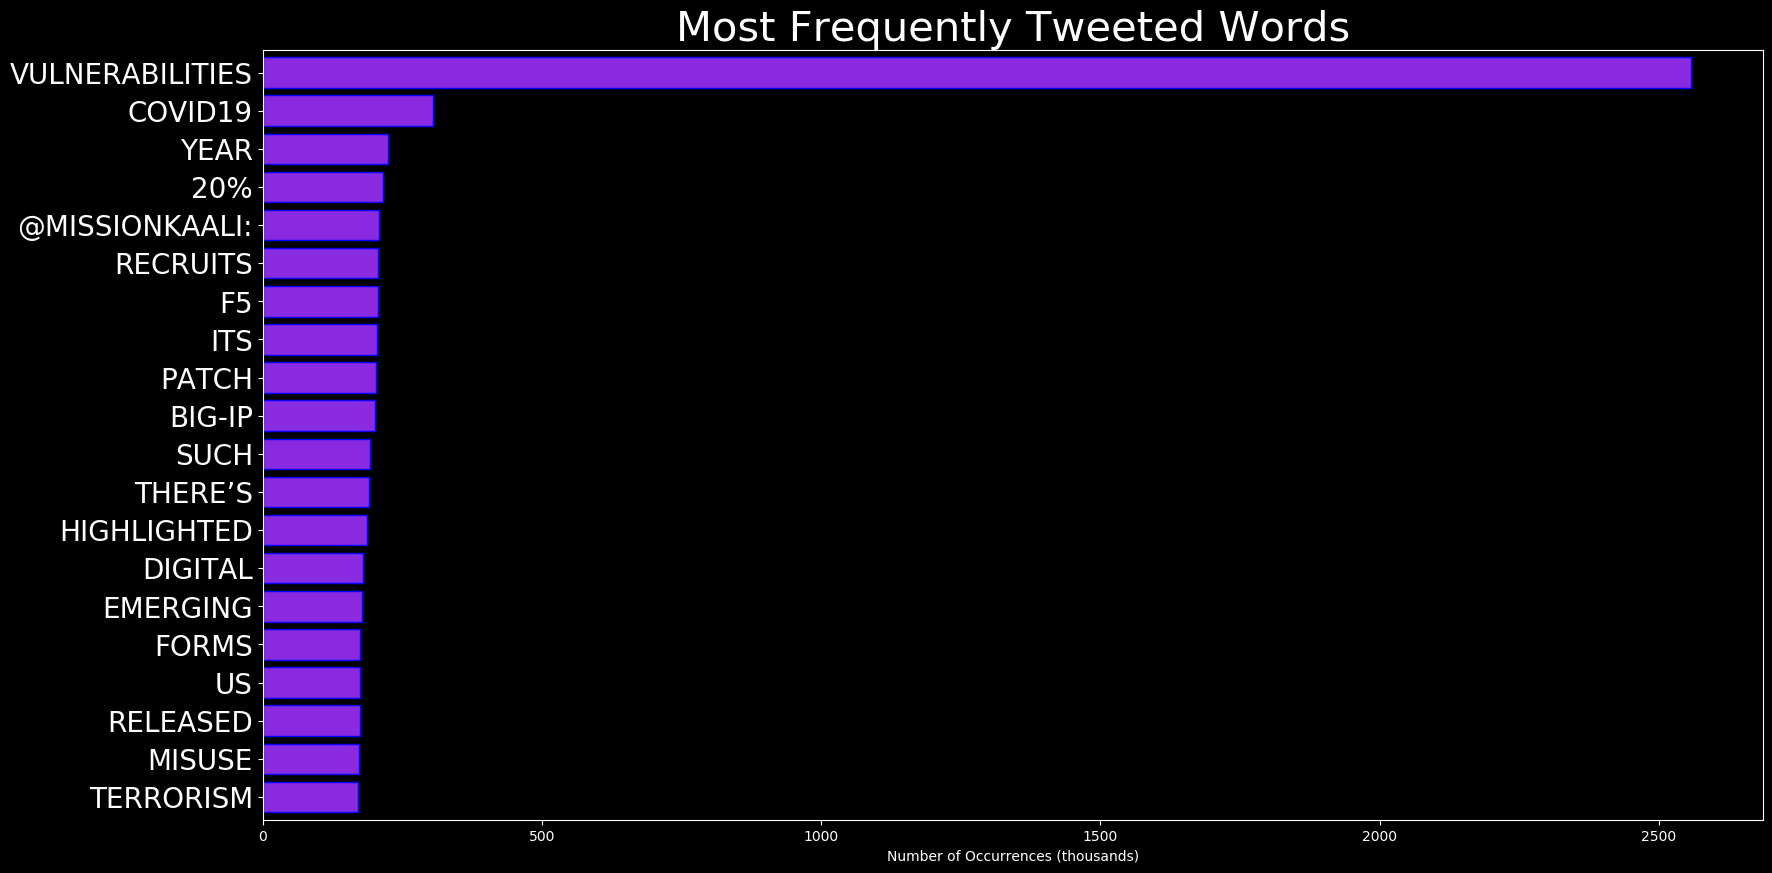 Most Frequently Tweeted Words
VULNERABILITIES
COVID19
YEAR
20%
@MISSIONKAALI:
RECRUITS
F5
ITS
PATCH
BIG-IP
SUCH
THERE’S
HIGHLIGHTED
DIGITAL
EMERGING
FORMS
US
RELEASED
MISUSE
TERRORISM
0 500 1000 1500 2000 2500
Number of Occurrences (thousands)